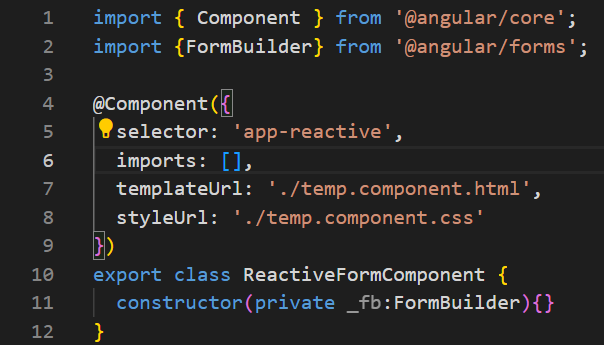 1 import { Component } from '@angular/core';
2 import {FormBuilder} from '@angular/forms';
3
4 @Component({
5 selector: 'app-reactive',
6 imports: [],
7 templateUrl: './temp.component.html',
8 styleUrl: './temp.component.css'
9 })
10 export class ReactiveFormComponent {
11 constructor(private _fb:FormBuilder){}
12 }